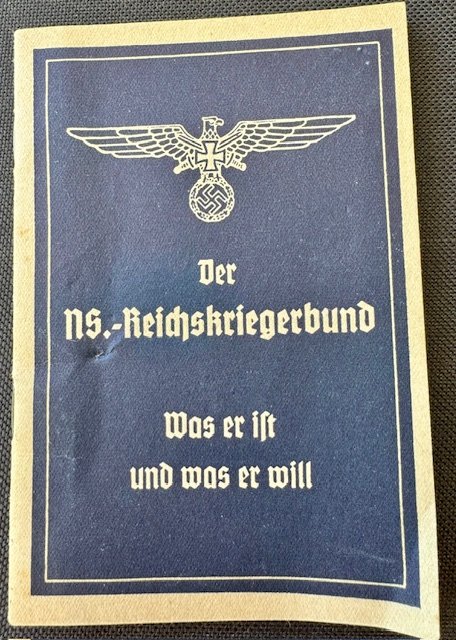 Der
NS.-Reichskriegerbund
Was er iſt
und was er will